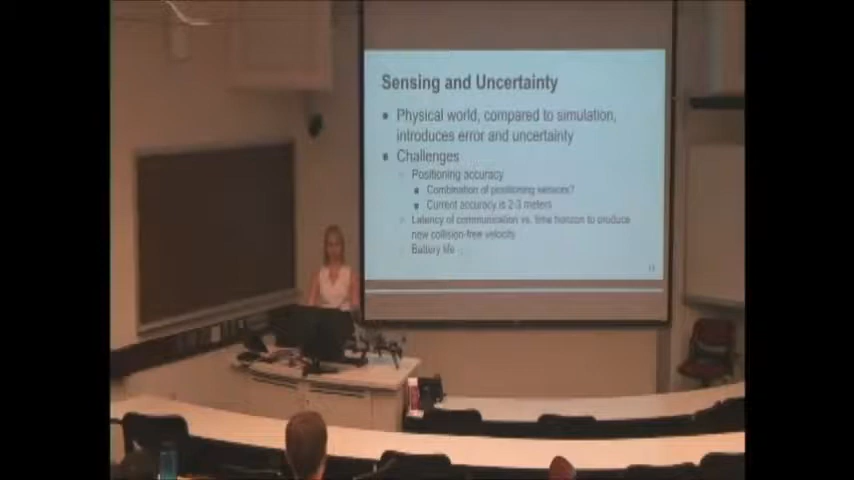 Sensing and Uncertainty
Physical world, compared to simulation,
introduces error and uncertainty
Challenges
Positioning accuracy
Combination of positioning sensors?
Current accuracy is 2-3 meters
Latency of communication vs. time horizon to produce
new collision-free velocity
Battery life